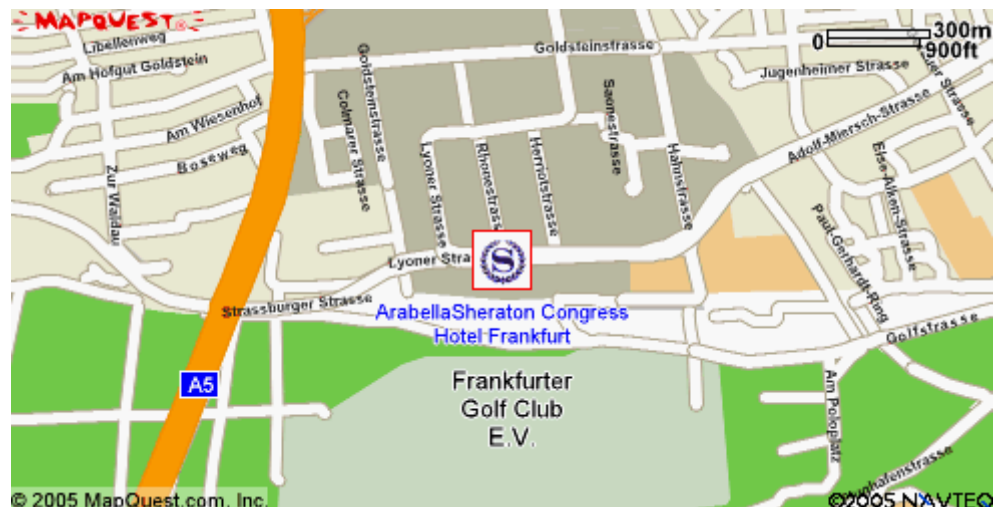 MAPQUEST
Libellenweg
Am Hofgut Goldstein
Am Wiesenhof
Bosseweg
Zur Waldau
Goldsteinstrasse
Colmarer Strasse
Goldsteinstrasse
Lyoner Strasse
Rhonestrasse
Herriotstrasse
Saonestrasse
Hahnstrasse
0 300m
900ft
Jugenheimer Strasse
Adolf-Miersch-Strasse
Else-Alken-Strasse
Paul-Gerhardt-Ring
Lyoner Stra
S
Strassburger Strasse
ArabellaSheraton Congress
Hotel Frankfurt
Golfstrasse
A5
Frankfurter
Golf Club
E.V.
Am Poloplatz
© 2005 MapQuest.com, Inc.
©2005 NAVTEQ